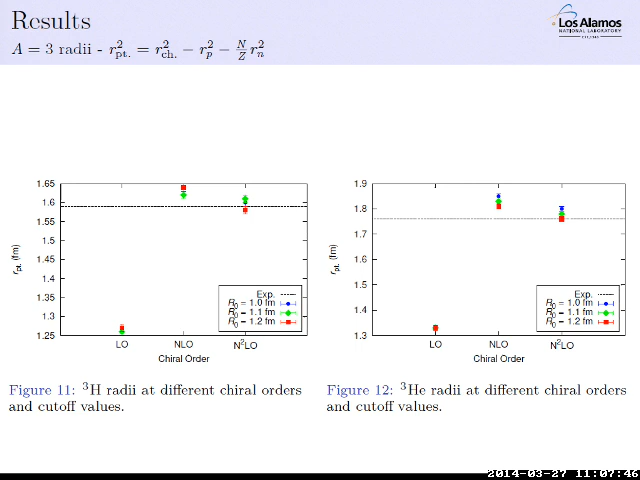 Results
A = 3 radii - r²pt. = r²ch. − r²p − N/Z r²n
Los Alamos
NATIONAL LABORATORY
1.65
1.6
1.55
1.5
1.45
1.4
1.35
1.3
1.25
rpt. (fm)
LO
NLO
N²LO
Chiral Order
Exp.
R0 = 1.0 fm
R0 = 1.1 fm
R0 = 1.2 fm
1.9
1.8
1.7
1.6
1.5
1.4
1.3
rpt. (fm)
LO
NLO
N²LO
Chiral Order
Exp.
R0 = 1.0 fm
R0 = 1.1 fm
R0 = 1.2 fm
Figure 11: ³H radii at different chiral orders
and cutoff values.
Figure 12: ³He radii at different chiral orders
and cutoff values.
2014-03-27 11:07:46